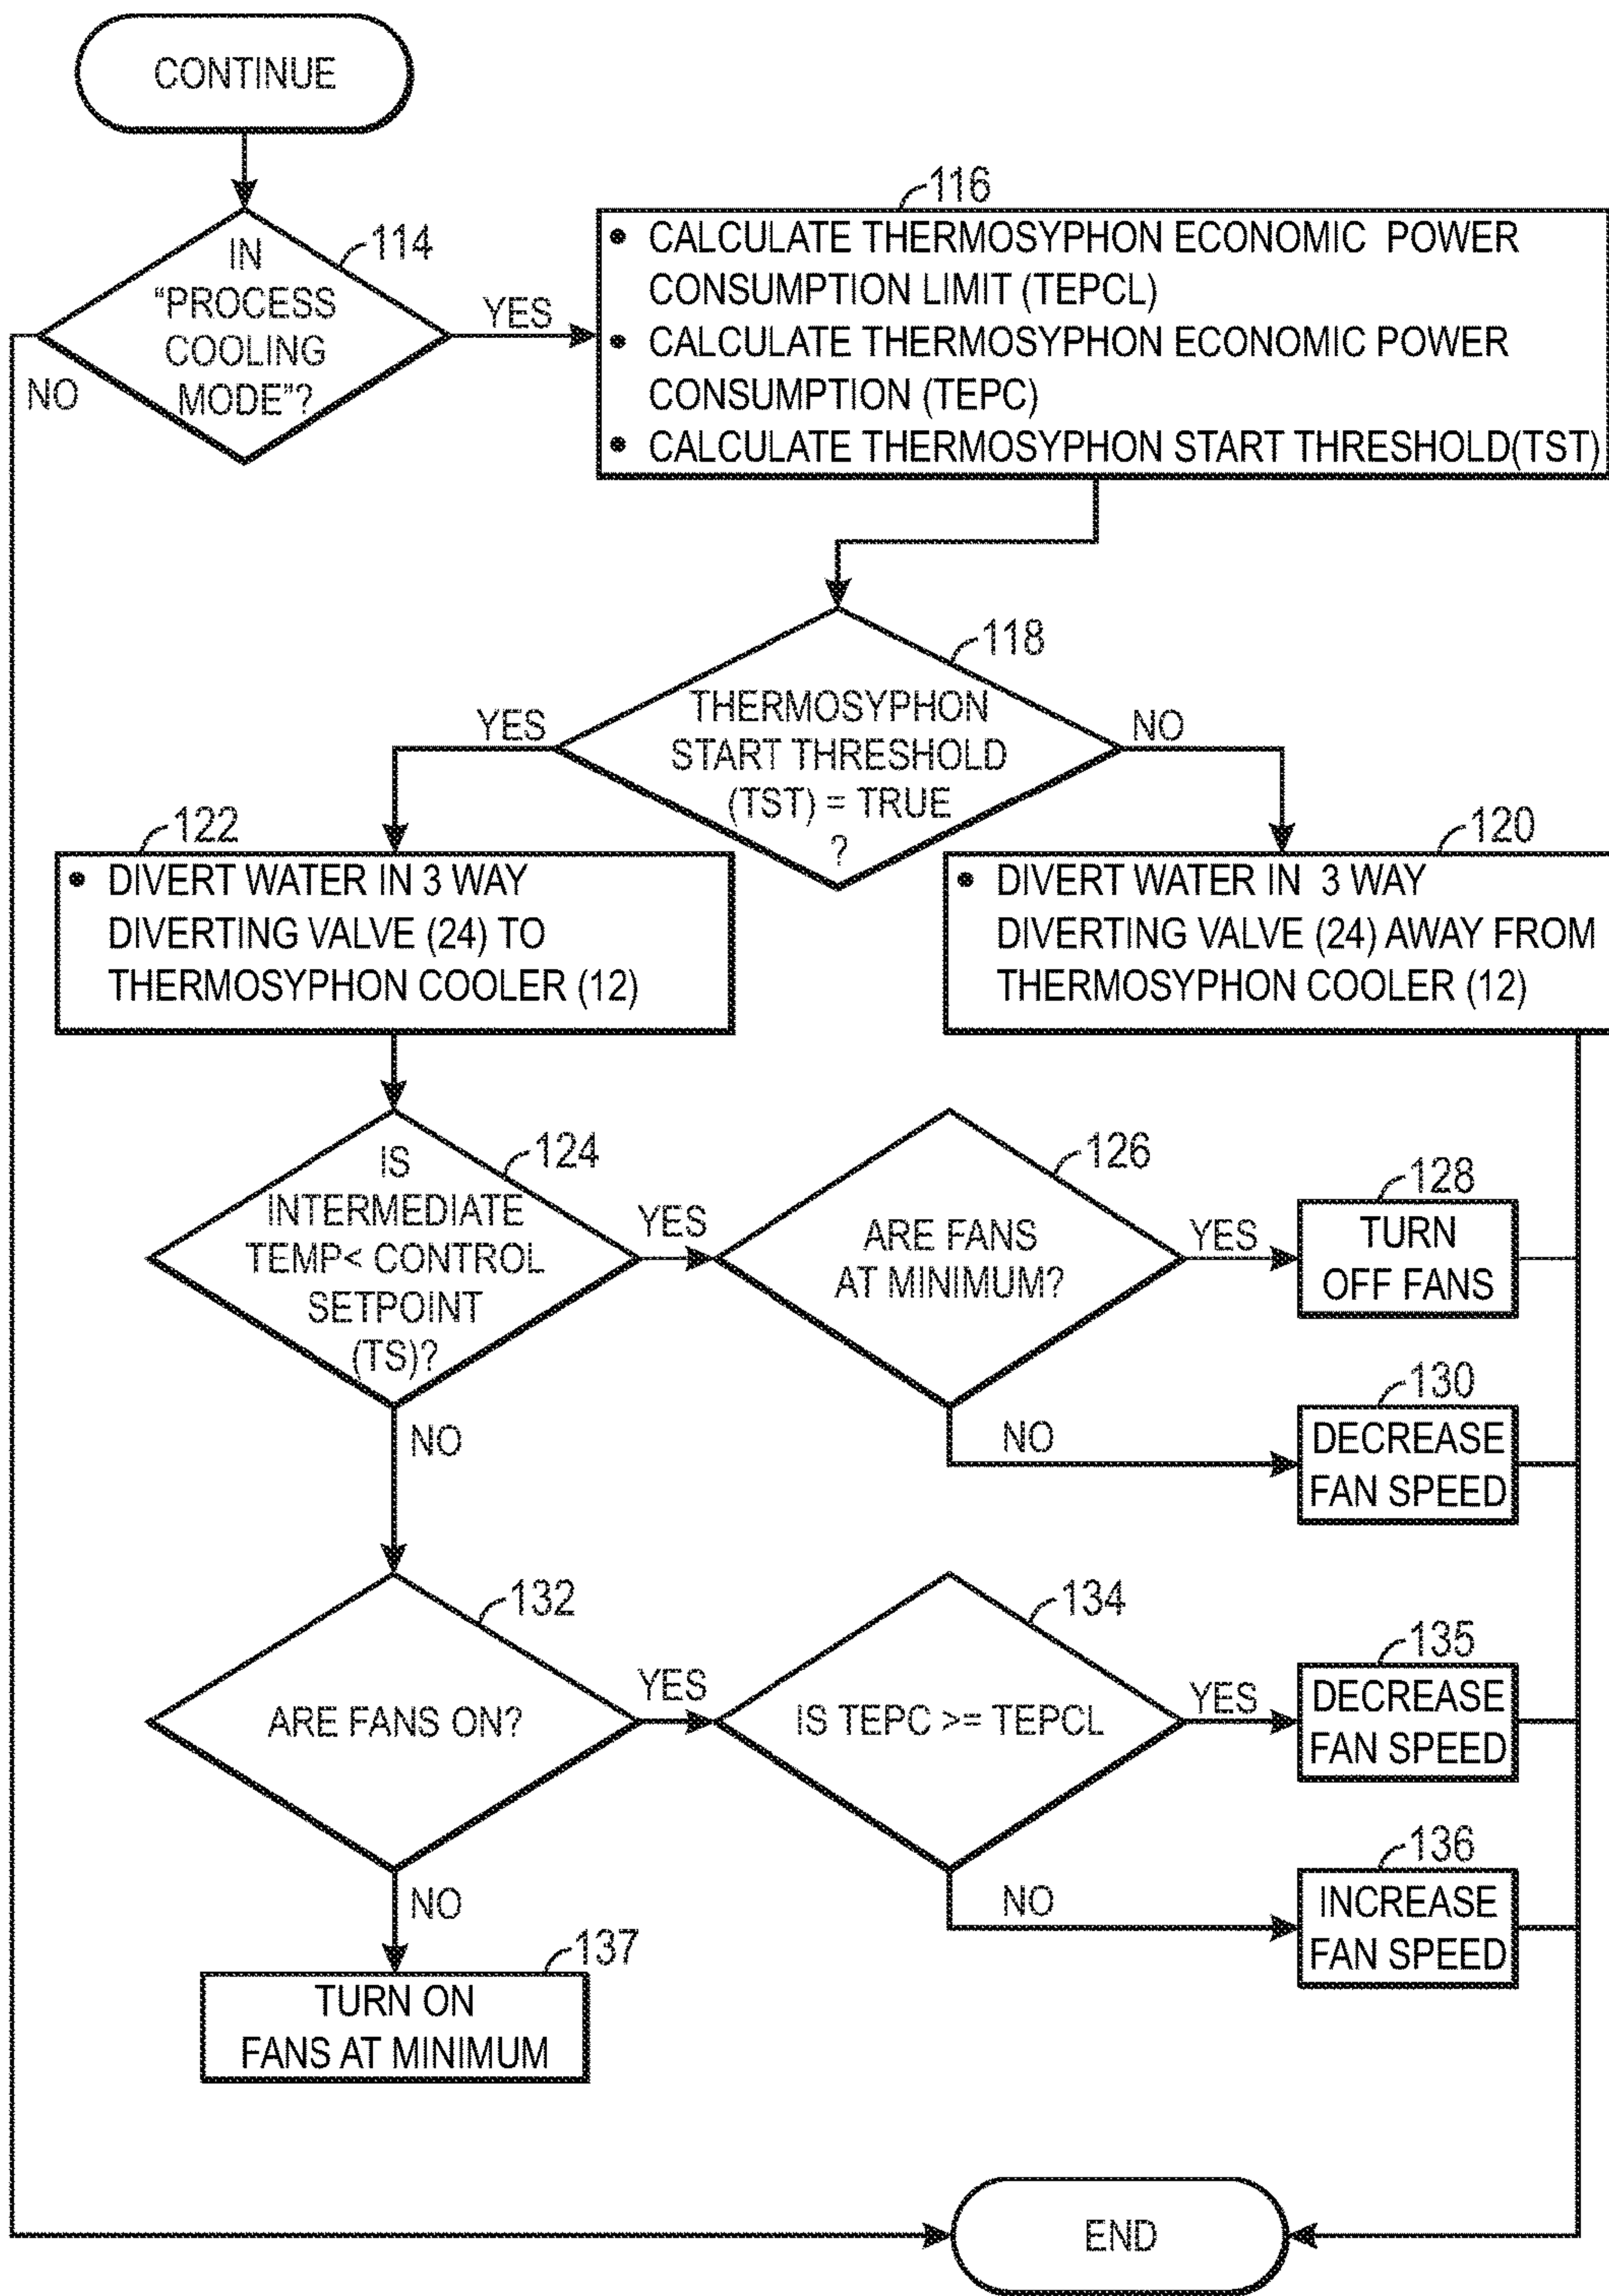 CONTINUE
114
IN
“PROCESS
COOLING
MODE”?
YES
NO
116
• CALCULATE THERMOSYPHON ECONOMIC POWER
CONSUMPTION LIMIT (TEPCL)
• CALCULATE THERMOSYPHON ECONOMIC POWER
CONSUMPTION (TEPC)
• CALCULATE THERMOSYPHON START THRESHOLD(TST)
118
THERMOSYPHON
START THRESHOLD
(TST) = TRUE
?
YES
NO
122
• DIVERT WATER IN 3 WAY
DIVERTING VALVE (24) TO
THERMOSYPHON COOLER (12)
120
• DIVERT WATER IN 3 WAY
DIVERTING VALVE (24) AWAY FROM
THERMOSYPHON COOLER (12)
124
IS
INTERMEDIATE
TEMP< CONTROL
SETPOINT
(TS)?
YES
NO
126
ARE FANS
AT MINIMUM?
YES
NO
128
TURN
OFF FANS
130
DECREASE
FAN SPEED
132
ARE FANS ON?
YES
NO
134
IS TEPC >= TEPCL
YES
NO
135
DECREASE
FAN SPEED
136
INCREASE
FAN SPEED
137
TURN ON
FANS AT MINIMUM
END